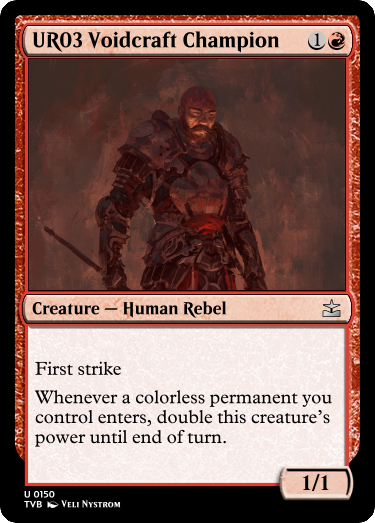 UR03 Voidcraft Champion 1
Creature — Human Rebel
First strike
Whenever a colorless permanent you
control enters, double this creature's
power until end of turn.
1/1
U 0150
TVB Veli Nystrom